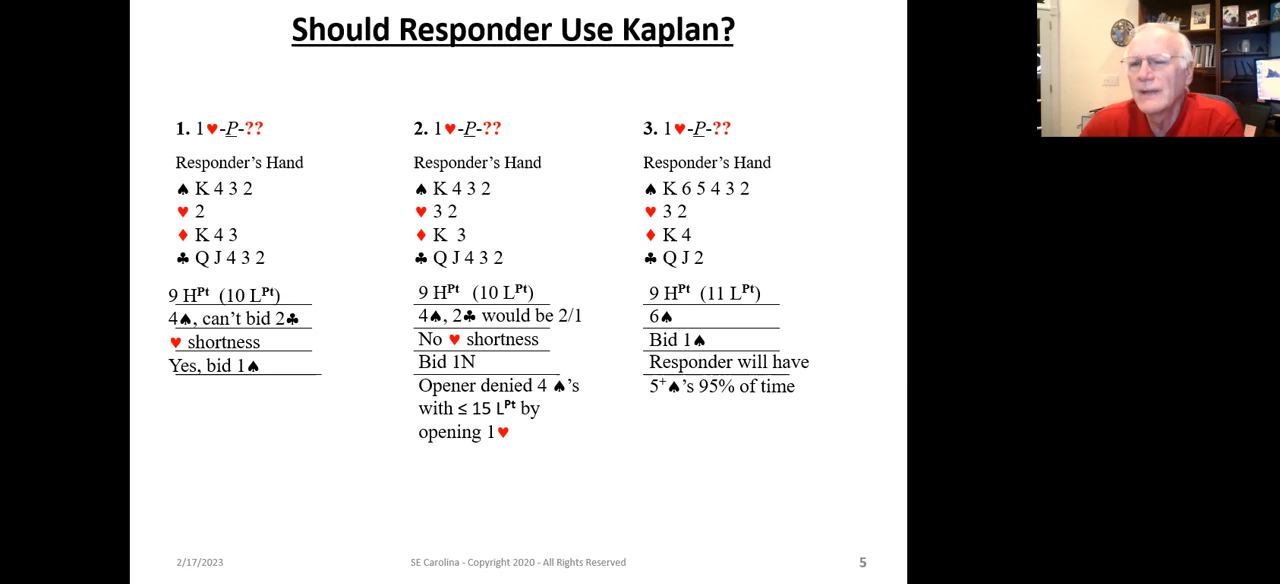 Should Responder Use Kaplan?
1. 1♥-P-??
Responder's Hand
♠ K 4 3 2
♥ 2
♦ K 4 3
♣ Q J 4 3 2
9 Hᴾᵗ (10 Lᴾᵗ)
4♠, can't bid 2♣
♥ shortness
Yes, bid 1♠
2. 1♥-P-??
Responder's Hand
♠ K 4 3 2
♥ 3 2
♦ K 3
♣ Q J 4 3 2
9 Hᴾᵗ (10 Lᴾᵗ)
4♠, 2♣ would be 2/1
No ♥ shortness
Bid 1N
Opener denied 4 ♠'s
with ≤ 15 Lᴾᵗ by
opening 1♥
3. 1♥-P-??
Responder's Hand
♠ K 6 5 4 3 2
♥ 3 2
♦ K 4
♣ Q J 2
9 Hᴾᵗ (11 Lᴾᵗ)
6♠
Bid 1♠
Responder will have
5⁺♠'s 95% of time
2/17/2023
SE Carolina - Copyright 2020 - All Rights Reserved
5